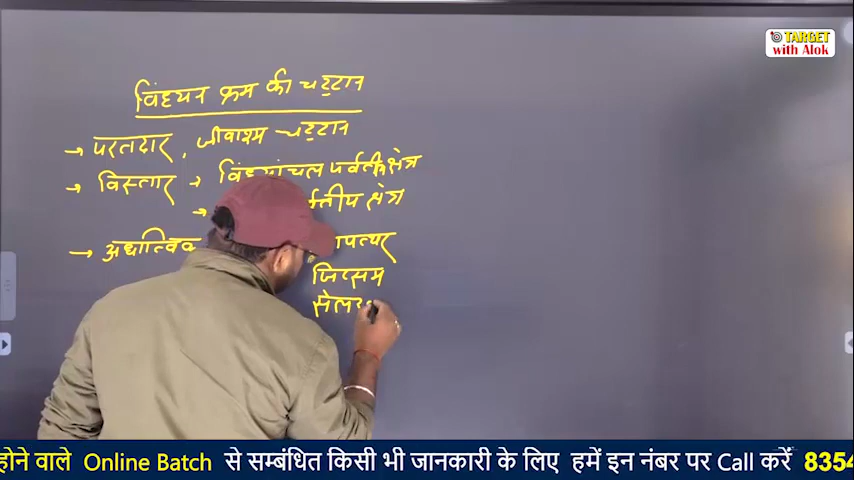 TARGET
with Alok
विंध्यन क्रम की चट्टान
→ परतदार, जीवाश्म चट्टान
→ विस्तार → विंध्यांचल पर्वतीक्षेत्र
→ क्षेत्र
→ अधात्विक
जिप्सम
होने वाले Online Batch से सम्बंधित किसी भी जानकारी के लिए हमें इन नंबर पर Call करें 8354